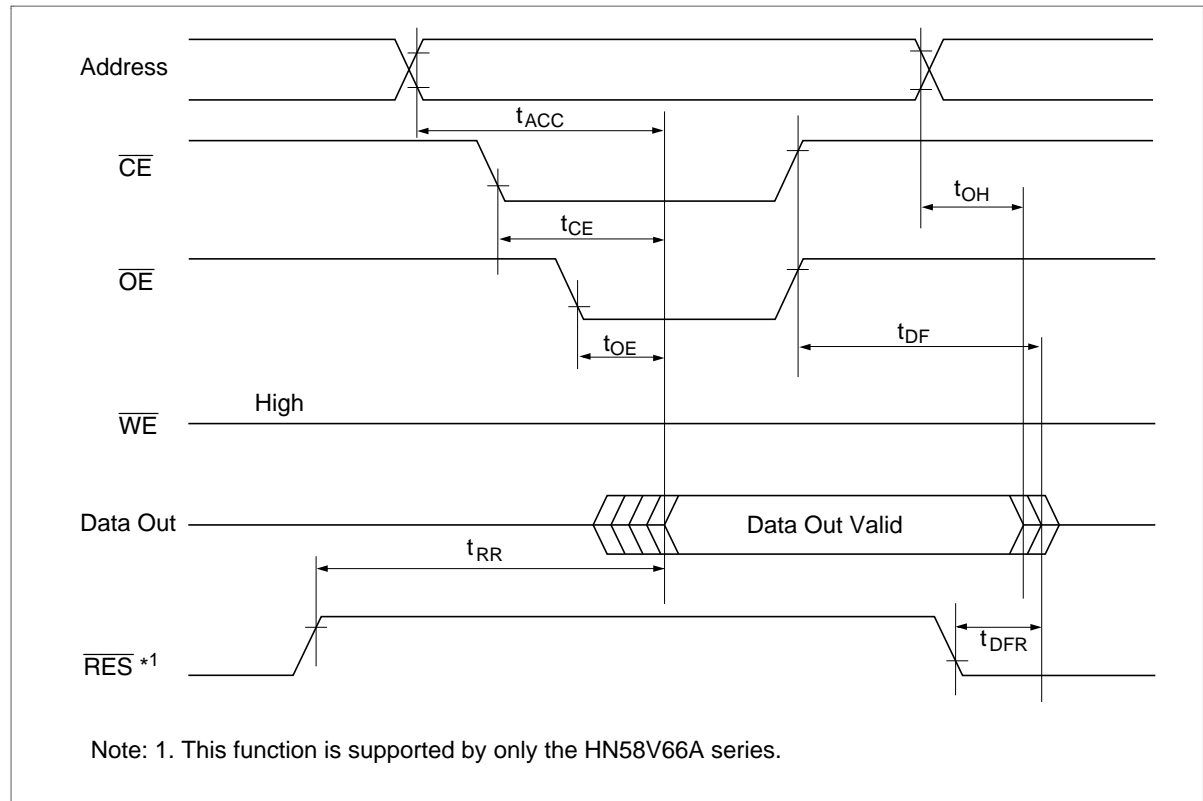 Address
tACC
CE
tOH
tCE
OE
tDF
tOE
High
WE
Data Out
Data Out Valid
tRR
RES *1
tDFR
Note: 1. This function is supported by only the HN58V66A series.